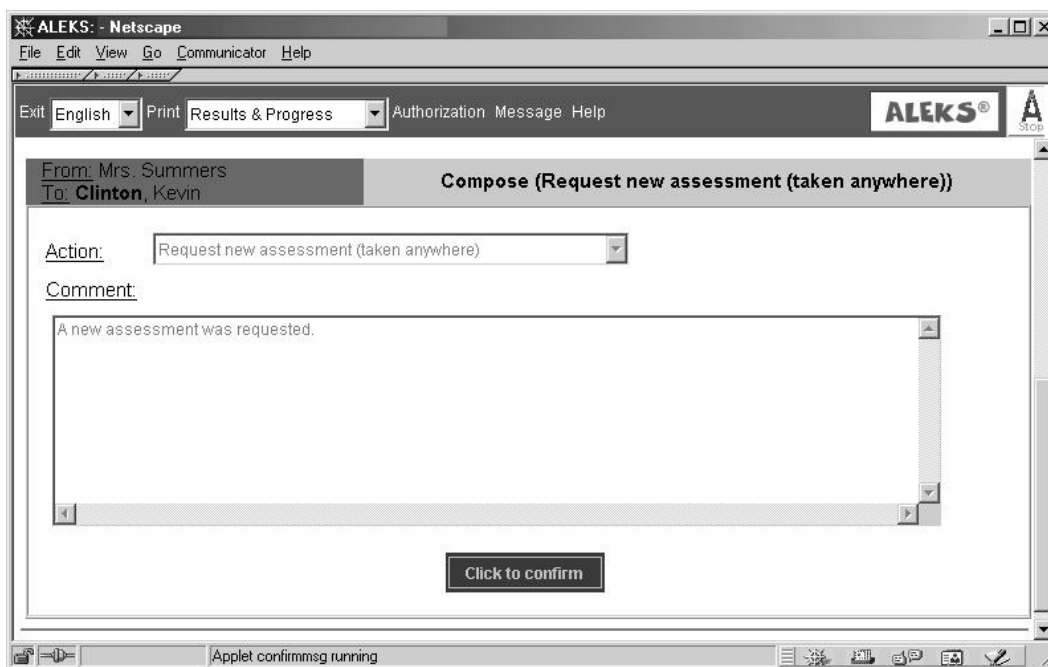 ALEKS: - Netscape
File Edit View Go Communicator Help
Exit English Print Results & Progress Authorization Message Help ALEKS® A
Stop
From: Mrs. Summers
To: Clinton, Kevin
Compose (Request new assessment (taken anywhere))
Action: Request new assessment (taken anywhere)
Comment:
A new assessment was requested.
Click to confirm
Applet confirmmsg running